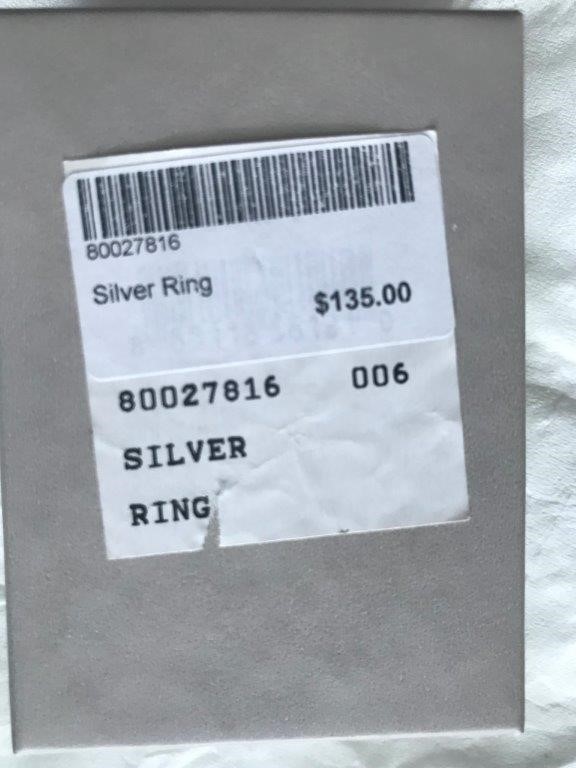 80027816
Silver Ring
$135.00
80027816 006
SILVER
RING